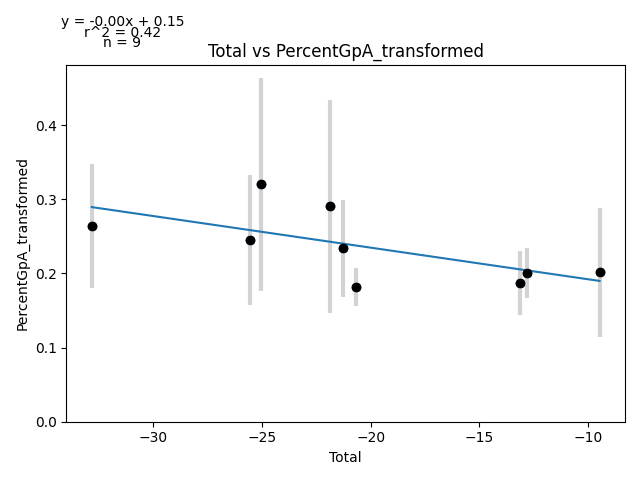 y = -0.00x + 0.15
r^2 = 0.42
n = 9
Total vs PercentGpA_transformed
PercentGpA_transformed
0.4
0.3
0.2
0.1
0.0
−30
−25
−20
−15
−10
Total